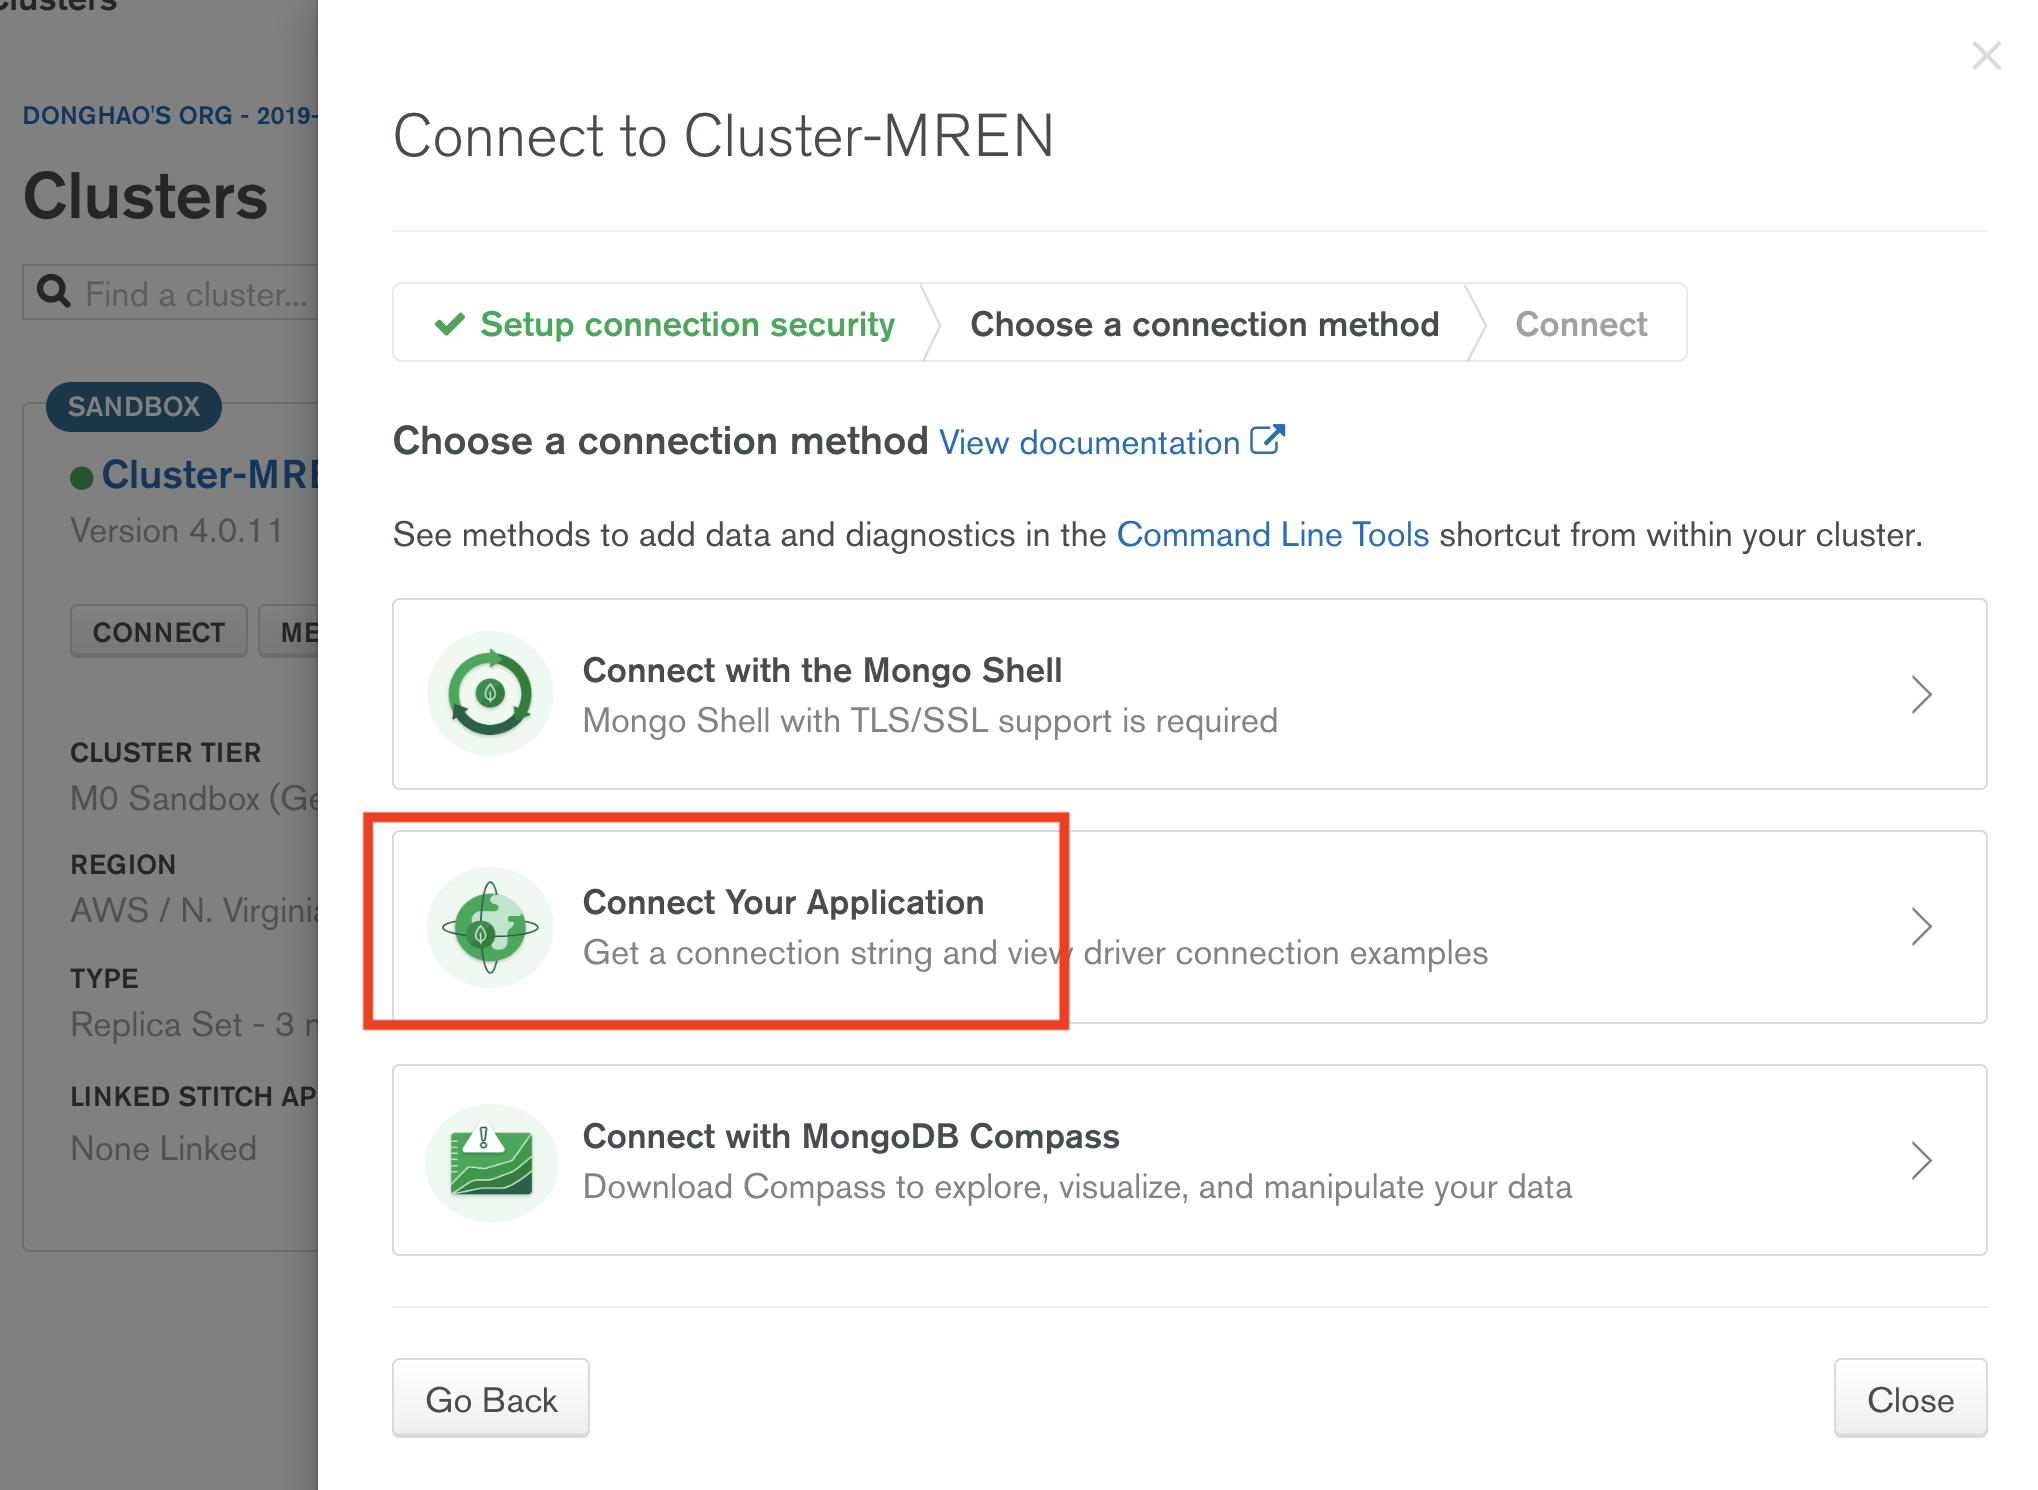 Clusters
DONGHAO'S ORG - 2019-
Clusters
Find a cluster...
SANDBOX
Cluster-MRE
Version 4.0.11
CONNECT ME
CLUSTER TIER
M0 Sandbox (Ge
REGION
AWS / N. Virginia
TYPE
Replica Set - 3
LINKED STITCH AP
None Linked
Connect to Cluster-MREN
Setup connection security Choose a connection method Connect
Choose a connection method View documentation
See methods to add data and diagnostics in the Command Line Tools shortcut from within your cluster.
Connect with the Mongo Shell
Mongo Shell with TLS/SSL support is required
Connect Your Application
Get a connection string and view driver connection examples
Connect with MongoDB Compass
Download Compass to explore, visualize, and manipulate your data
Go Back Close